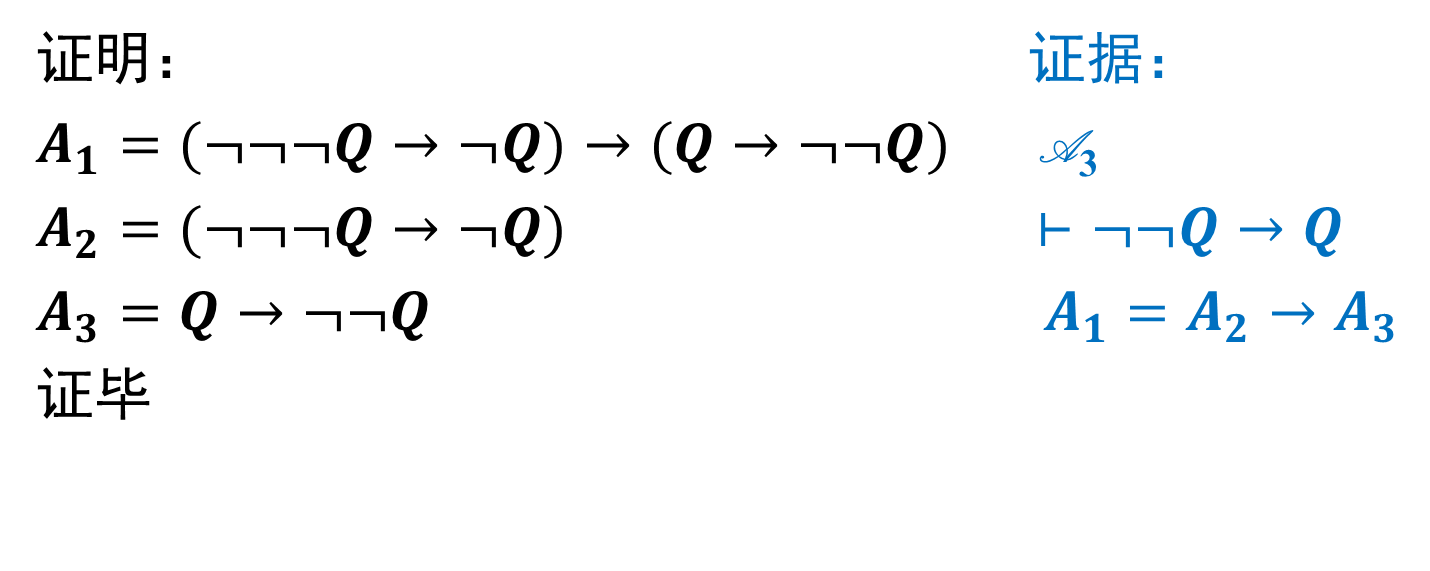 证明: 证据:
A₁ = (¬¬¬Q → ¬Q) → (Q → ¬¬Q) 𝒜₃
A₂ = (¬¬¬Q → ¬Q) ⊢ ¬¬Q → Q
A₃ = Q → ¬¬Q A₁ = A₂ → A₃
证毕